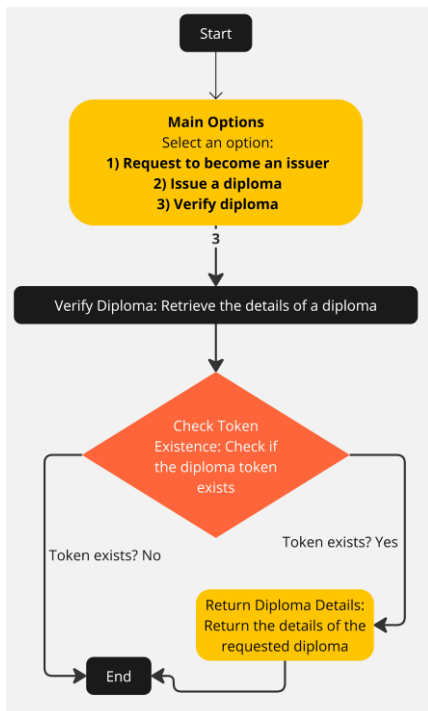 Start
Main Options
Select an option:
1) Request to become an issuer
2) Issue a diploma
3) Verify diploma
3
Verify Diploma: Retrieve the details of a diploma
Check Token
Existence: Check if
the diploma token
exists
Token exists? Yes
Token exists? No
Return Diploma Details:
Return the details of the
requested diploma
End